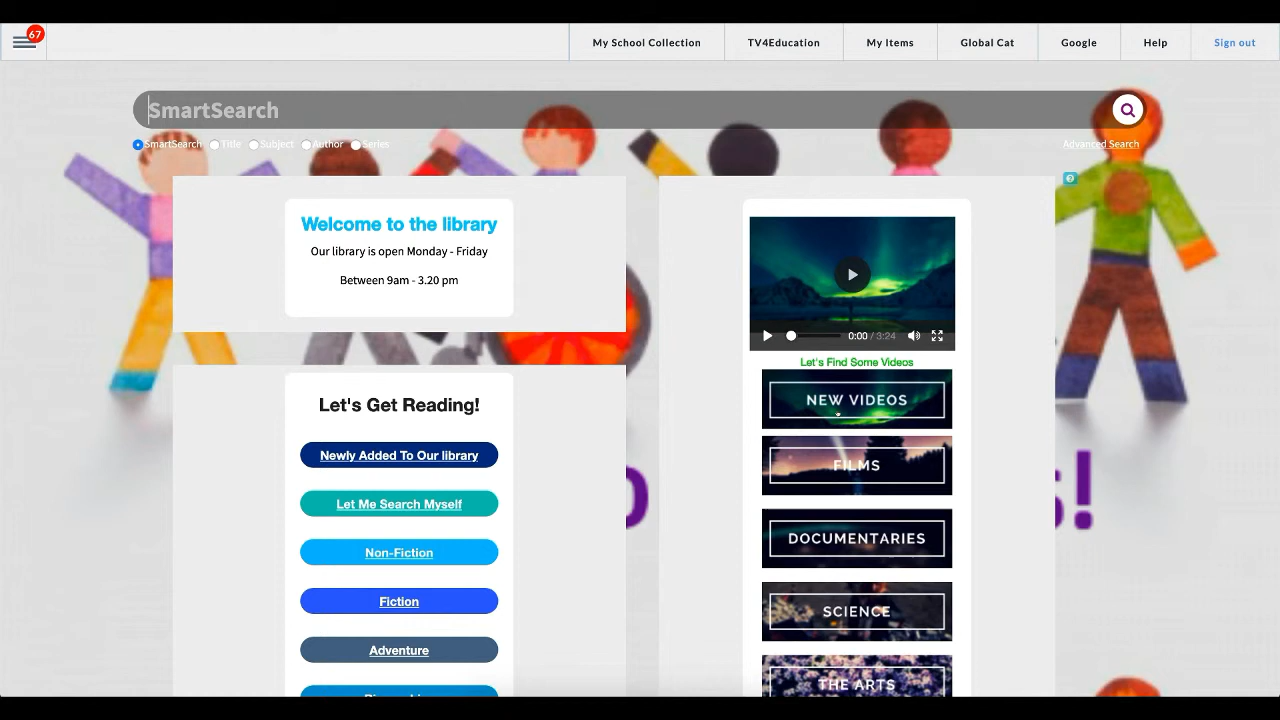 67
My School Collection
TV4Education
My Items
Global Cat
Google
Help
Sign out
SmartSearch
SmartSearch Title Subject Author Series
Advanced Search
Welcome to the library
Our library is open Monday - Friday
Between 9am - 3.20 pm
Let's Get Reading!
Newly Added To Our library
Let Me Search Myself
Non-Fiction
Fiction
Adventure
0:00 / 3:24
Let's Find Some Videos
NEW VIDEOS
FILMS
DOCUMENTARIES
SCIENCE
THE ARTS